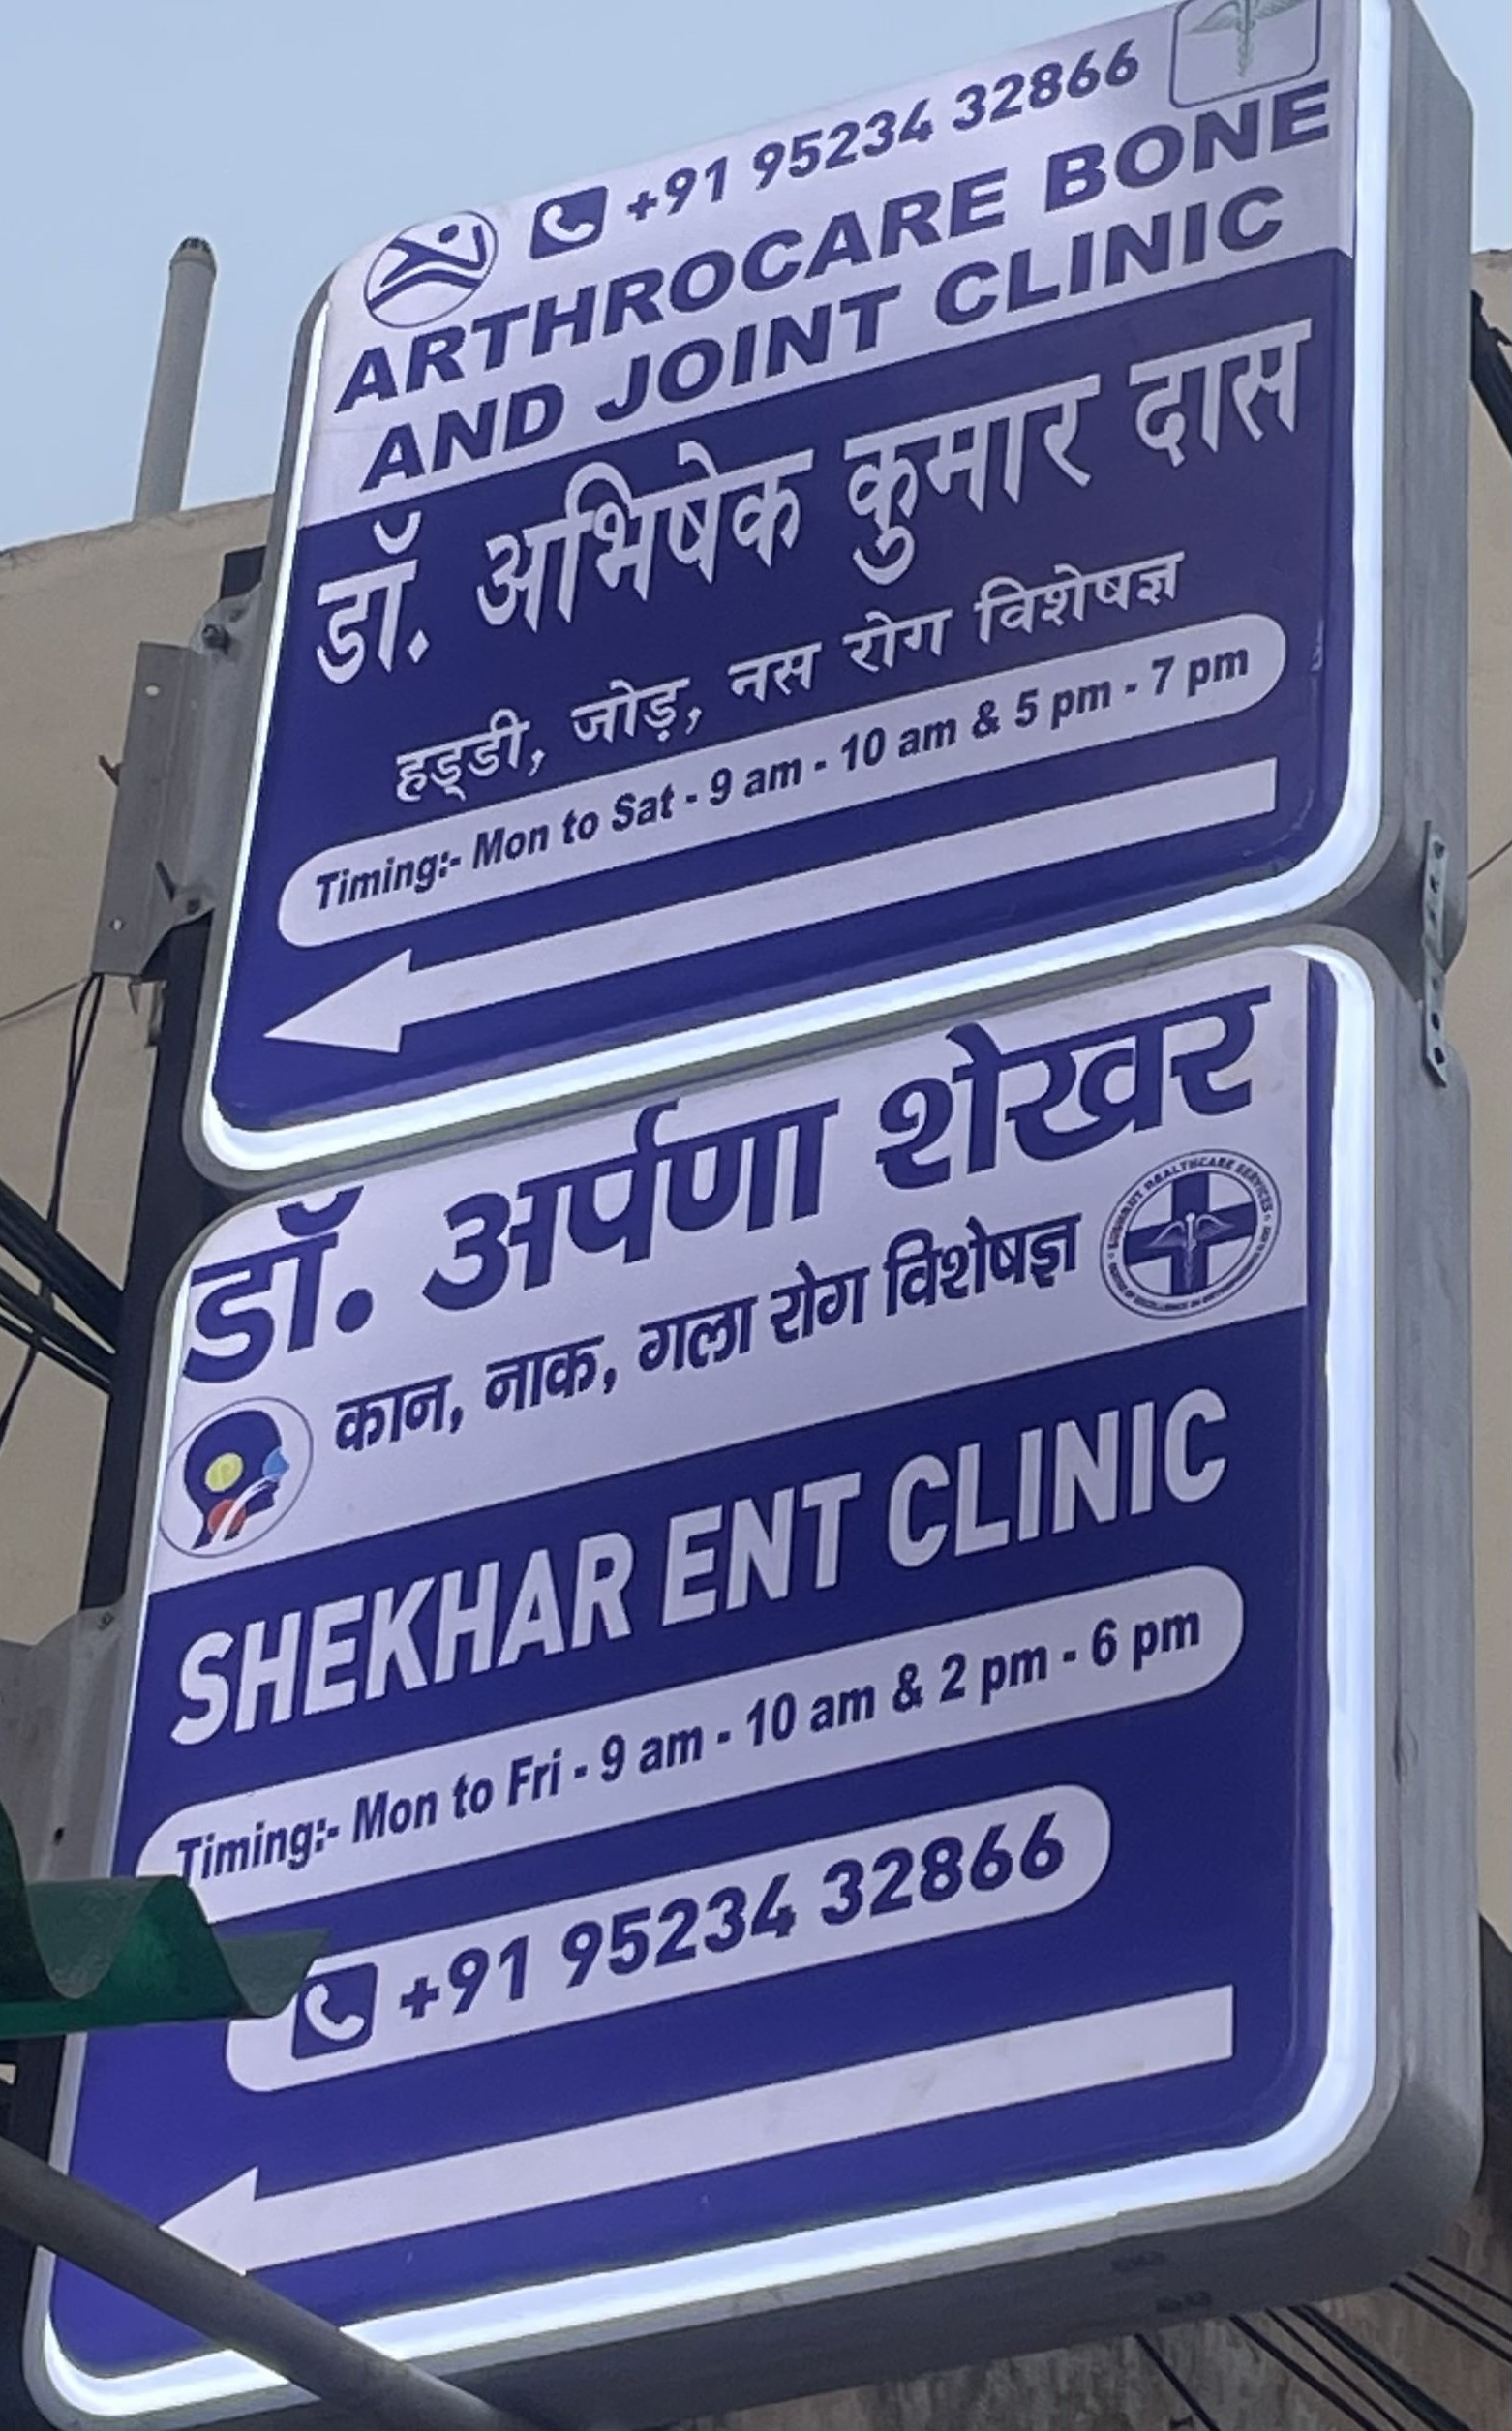 +91 95234 32866
ARTHROCARE BONE
AND JOINT CLINIC
डॉ. अभिषेक कुमार दास
हड्डी, जोड़, नस रोग विशेषज्ञ
Timing:- Mon to Sat - 9 am - 10 am & 5 pm - 7 pm
डॉ. अर्पणा शेखर
कान, नाक, गला रोग विशेषज्ञ
HEALTHCARE SERVICES
SHEKHAR ENT CLINIC
Timing:- Mon to Fri - 9 am - 10 am & 2 pm - 6 pm
+91 95234 32866